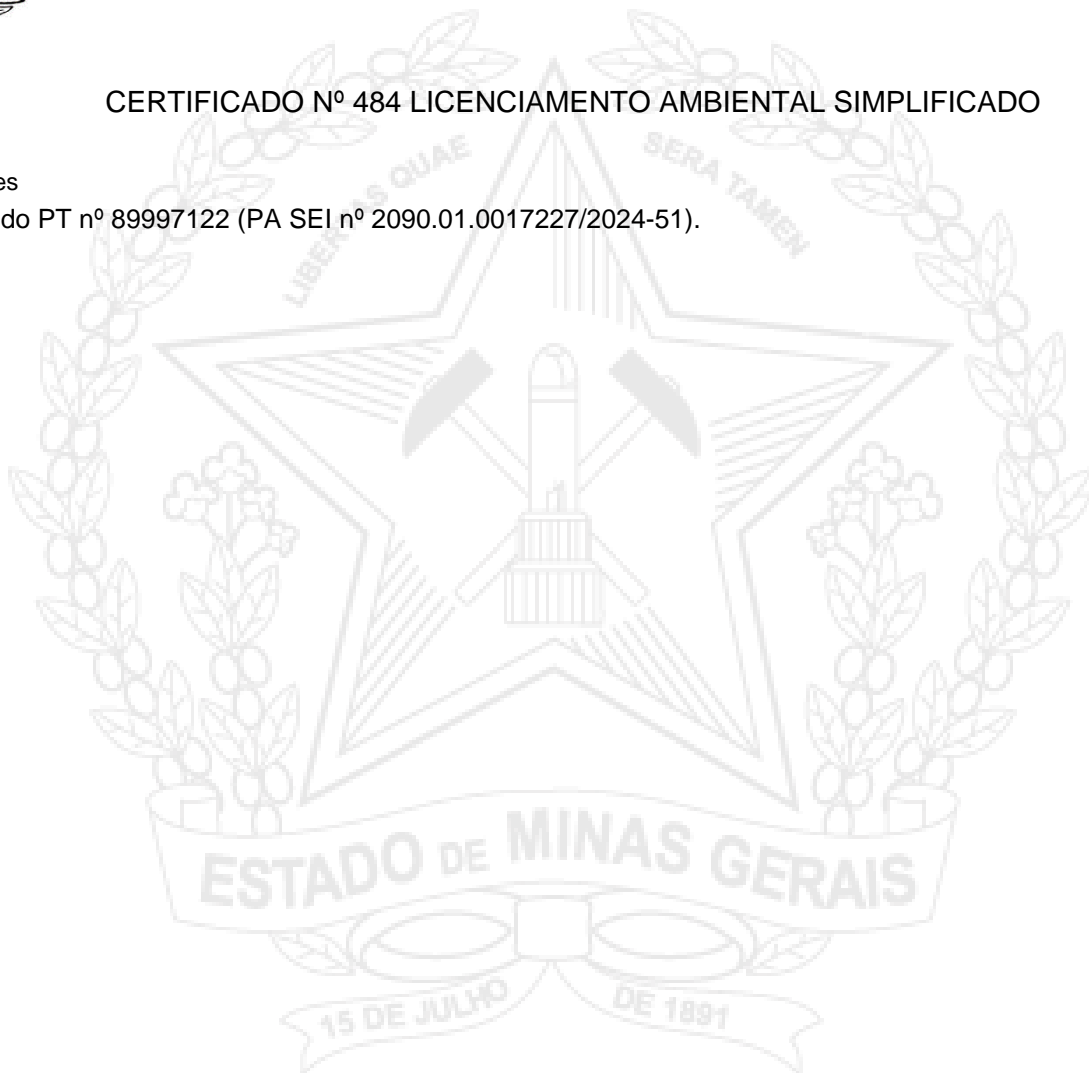 CERTIFICADO Nº 484 LICENCIAMENTO AMBIENTAL SIMPLIFICADO
es
do PT nº 89997122 (PA SEI nº 2090.01.0017227/2024-51).
LIBERTAS QUAE SERA TAMEN
ESTADO DE MINAS GERAIS
15 DE JULHO DE 1891